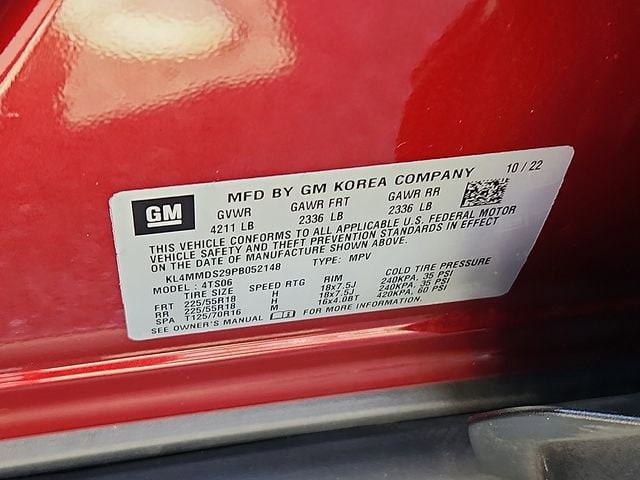 GM
MFD BY GM KOREA COMPANY 10 / 22
GVWR GAWR FRT GAWR RR
4211 LB 2336 LB 2336 LB
THIS VEHICLE CONFORMS TO ALL APPLICABLE U.S. FEDERAL MOTOR
VEHICLE SAFETY AND THEFT PREVENTION STANDARDS IN EFFECT
ON THE DATE OF MANUFACTURE SHOWN ABOVE.
KL4MMDS29PB052148 TYPE: MPV
MODEL : 4TS06
TIRE SIZE SPEED RTG RIM COLD TIRE PRESSURE
FRT 225/55R18 H 18x7.5J 240KPA, 35 PSI
RR 225/55R18 H 18x7.5J 240KPA, 35 PSI
SPA T125/70R16 M 16x4.0BT 420KPA, 60 PSI
SEE OWNER'S MANUAL FOR MORE INFORMATION.